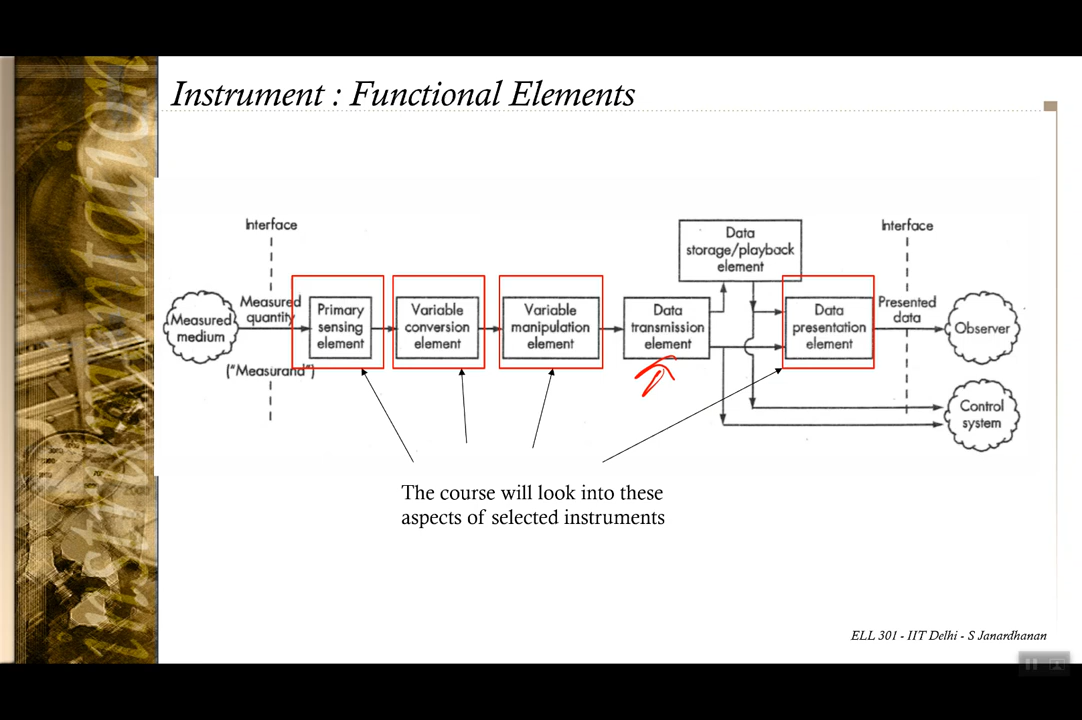 Instrument : Functional Elements
Interface
Interface
Data
storage/playback
element
Measured
medium
Measured
quantity
("Measurand")
Primary
sensing
element
Variable
conversion
element
Variable
manipulation
element
Data
transmission
element
Data
presentation
element
Presented
data
Observer
Control
system
The course will look into these
aspects of selected instruments
ELL 301 - IIT Delhi - S Janardhanan
instrumentation